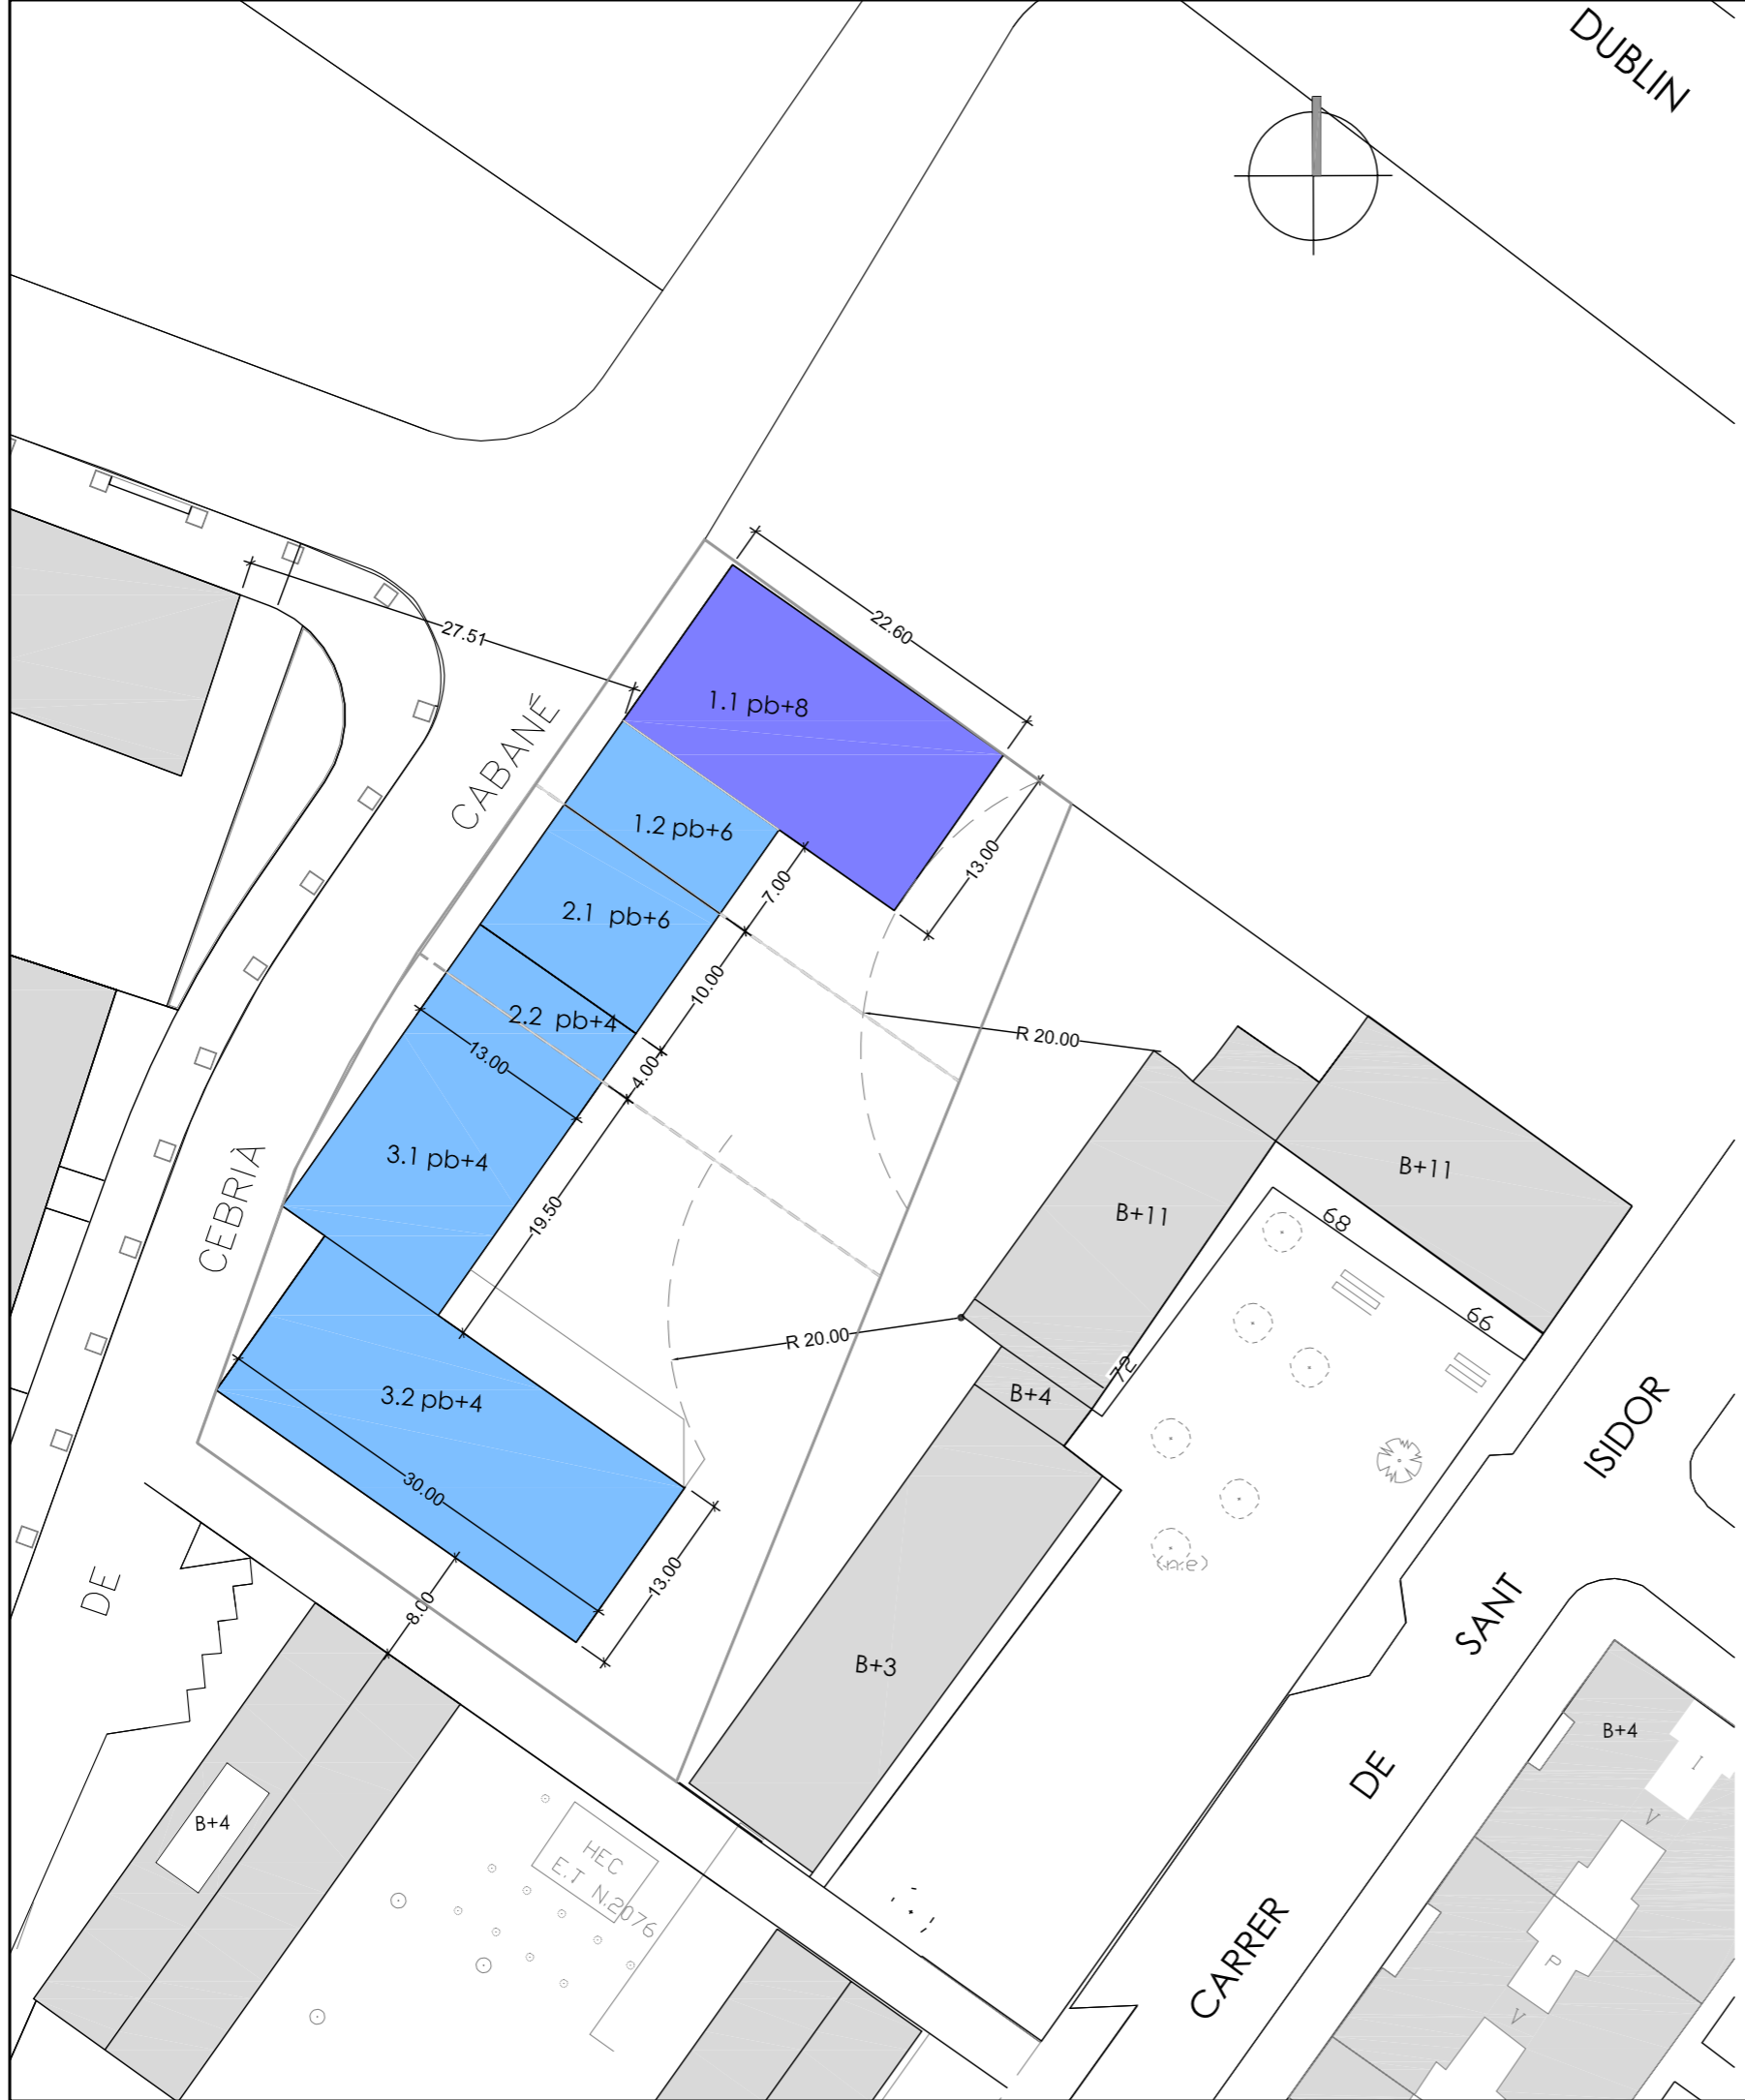 DUBLIN
22.60
27.51
1.1 pb+8
CABANÉ
1.2 pb+6
13.00
7.00
2.1 pb+6
10.00
2.2 pb+4
R 20.00
13.00
4.00
3.1 pb+4
B+11
B+11
CEBRIÀ
19.50
68
66
R 20.00
72
B+4
3.2 pb+4
ISIDOR
30.00
13.00
(n.e)
DE
8.00
SANT
B+3
B+4
I
DE
B+4
V
HEC
E.T N.2076
CARRER
P
V